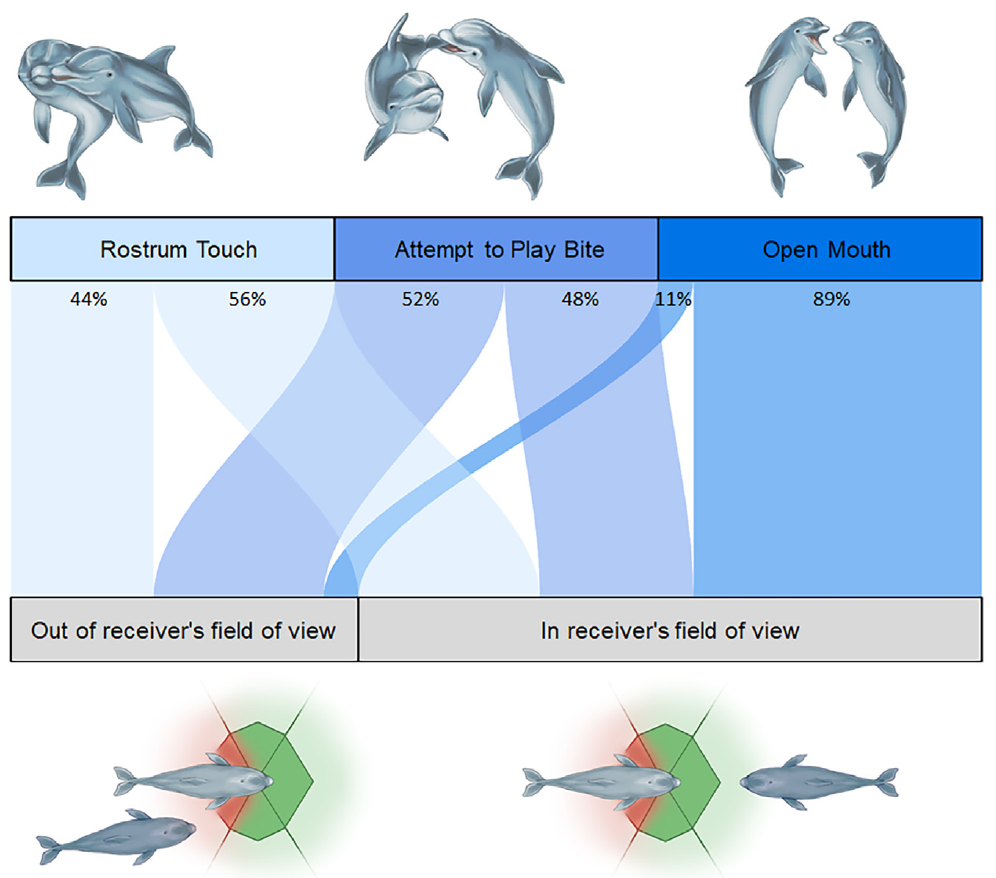 Rostrum Touch Attempt to Play Bite Open Mouth
44% 56% 52% 48% 11% 89%
Out of receiver's field of view In receiver's field of view